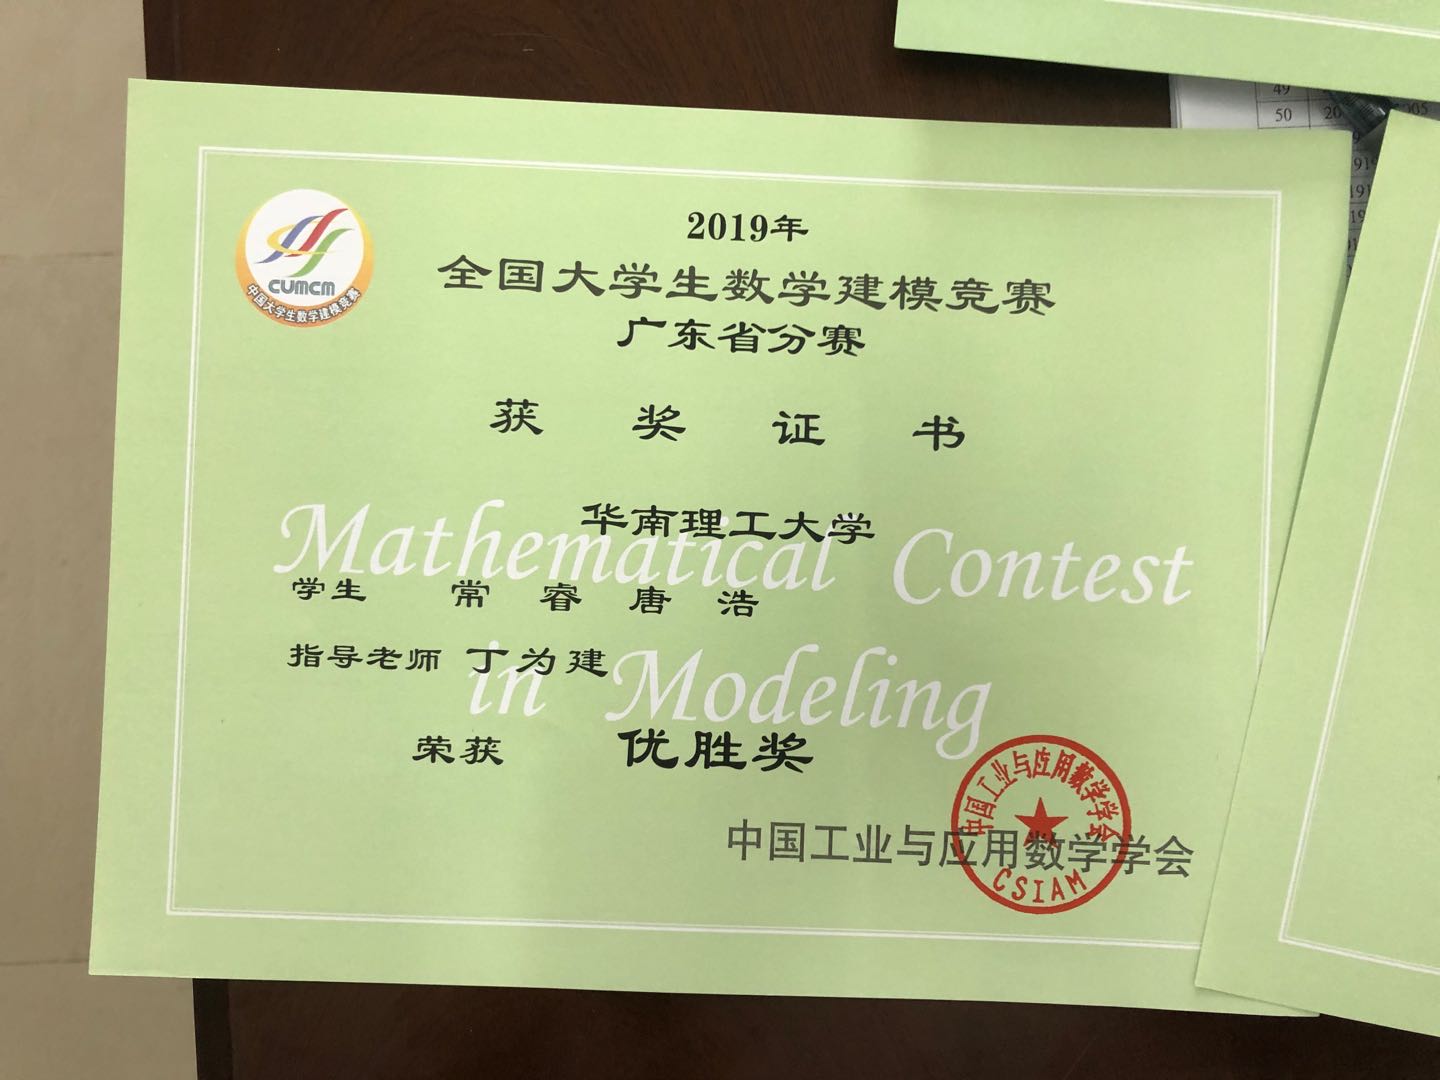 2019年
全国大学生数学建模竞赛
广东省分赛
CUMCM
中国大学生数学建模竞赛
获奖证书
华南理工大学
Mathematical Contest
学生 常睿 唐浩
指导老师 丁为建
in Modeling
荣获 优胜奖
中国工业与应用数学学会
中国工业与应用数学学会
CSIAM
49
50 20